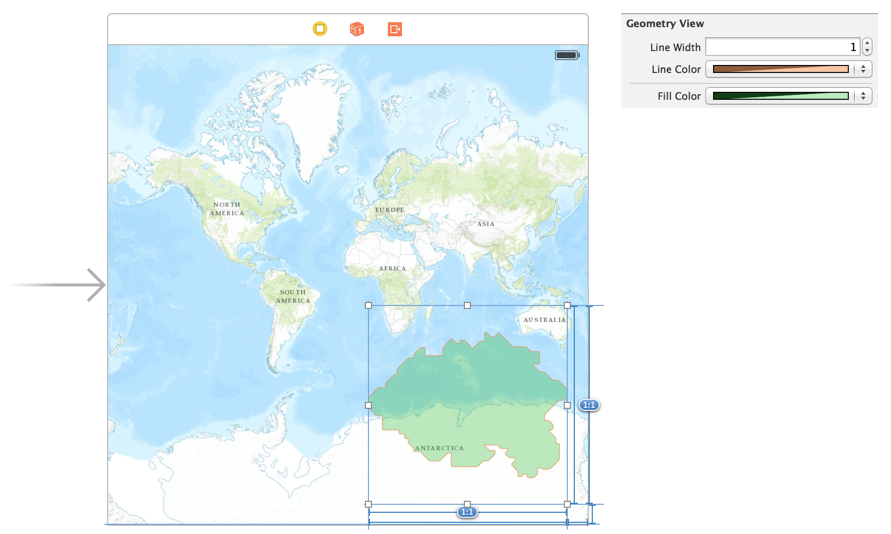 Geometry View
Line Width 1
Line Color
Fill Color
NORTH
AMERICA
EUROPE
ASIA
AFRICA
SOUTH
AMERICA
AUSTRALIA
1:1
ANTARCTICA
1:1